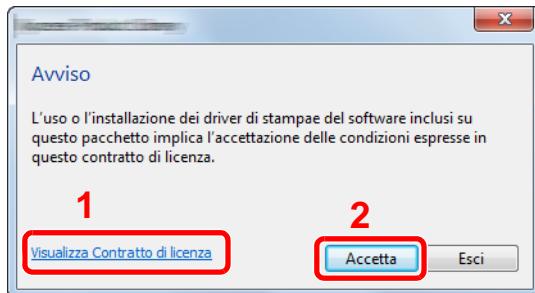 Avviso
L'uso o l'installazione dei driver di stampae del software inclusi su
questo pacchetto implica l'accettazione delle condizioni espresse in
questo contratto di licenza.
1
2
Visualizza Contratto di licenza
Accetta
Esci